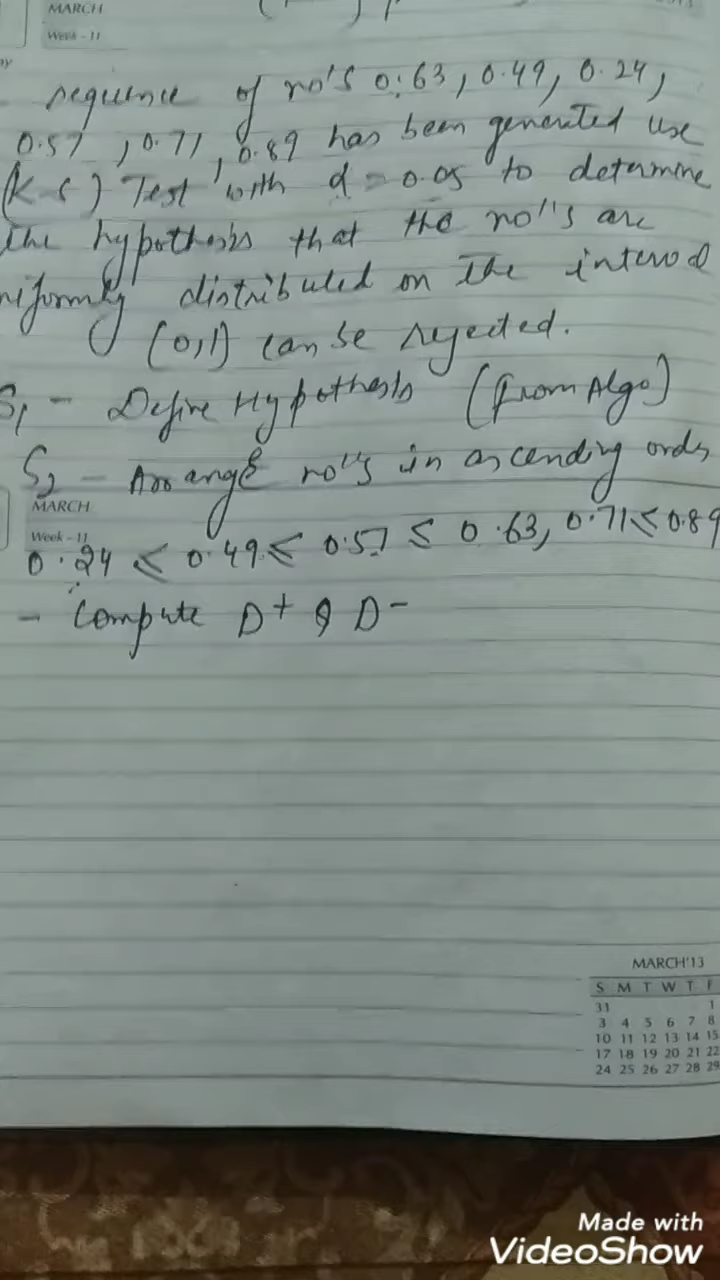 MARCH
Week - 11
sequence of no's 0.63, 0.49, 0.24,
0.57, 0.71, 0.89 has been generated use
(K-S) Test with α = 0.05 to determine
the hypothesis that the no's are
niformly distributed on the interval
(0,1) can be rejected.
S1 - Define Hypothesis (from Algo)
S2 - Arrange no's in ascending order
MARCH
Week - 11
0.24 ≤ 0.49 ≤ 0.57 ≤ 0.63, 0.71 ≤ 0.89
- Compute D+ & D-
MARCH'13
S M T W T F
31 1
3 4 5 6 7 8
10 11 12 13 14 15
17 18 19 20 21 22
24 25 26 27 28 29
Made with
VideoShow